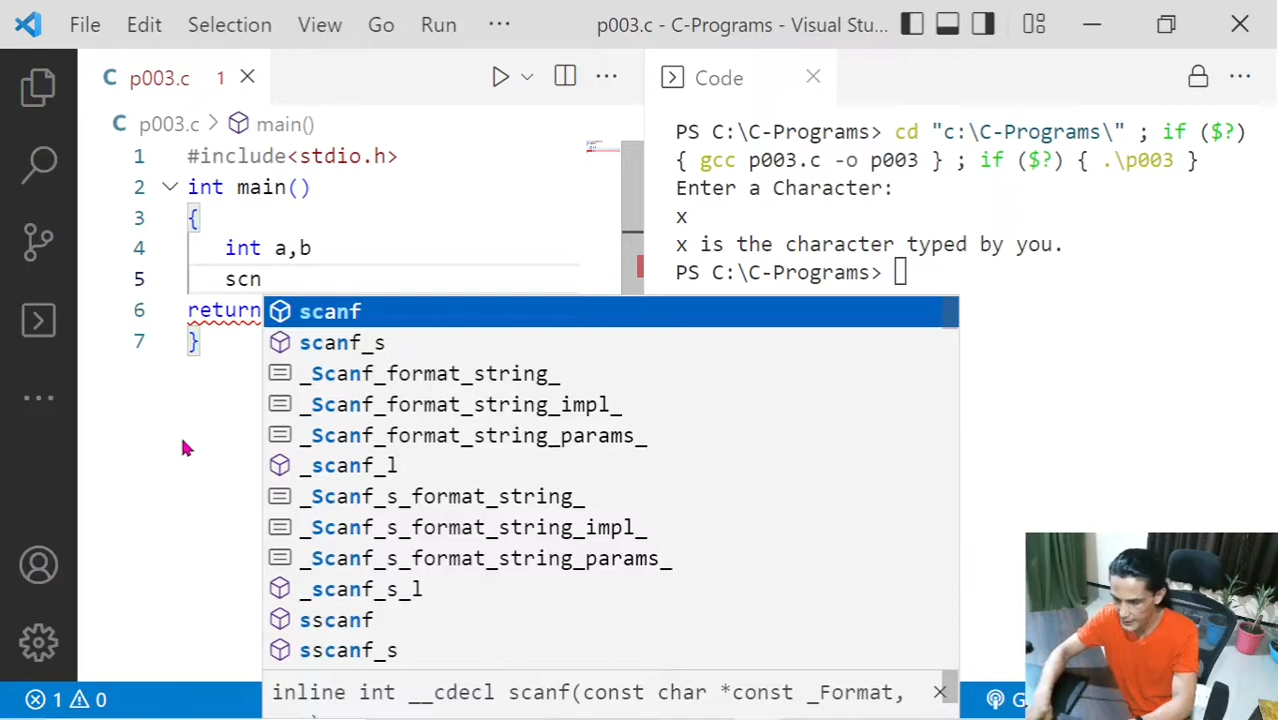 File Edit Selection View Go Run ··· p003.c - C-Programs - Visual Stu...
C p003.c 1
Code
C p003.c > main()
1 #include<stdio.h>
2 int main()
3 {
4 int a,b
5 scn
6 return
7 }
scanf
scanf_s
_Scanf_format_string_
_Scanf_format_string_impl_
_Scanf_format_string_params_
_scanf_l
_Scanf_s_format_string_
_Scanf_s_format_string_impl_
_Scanf_s_format_string_params_
_scanf_s_l
sscanf
sscanf_s
inline int __cdecl scanf(const char *const _Format,
PS C:\C-Programs> cd "c:\C-Programs\" ; if ($?)
{ gcc p003.c -o p003 } ; if ($?) { .\p003 }
Enter a Character:
x
x is the character typed by you.
PS C:\C-Programs>
1 0
G